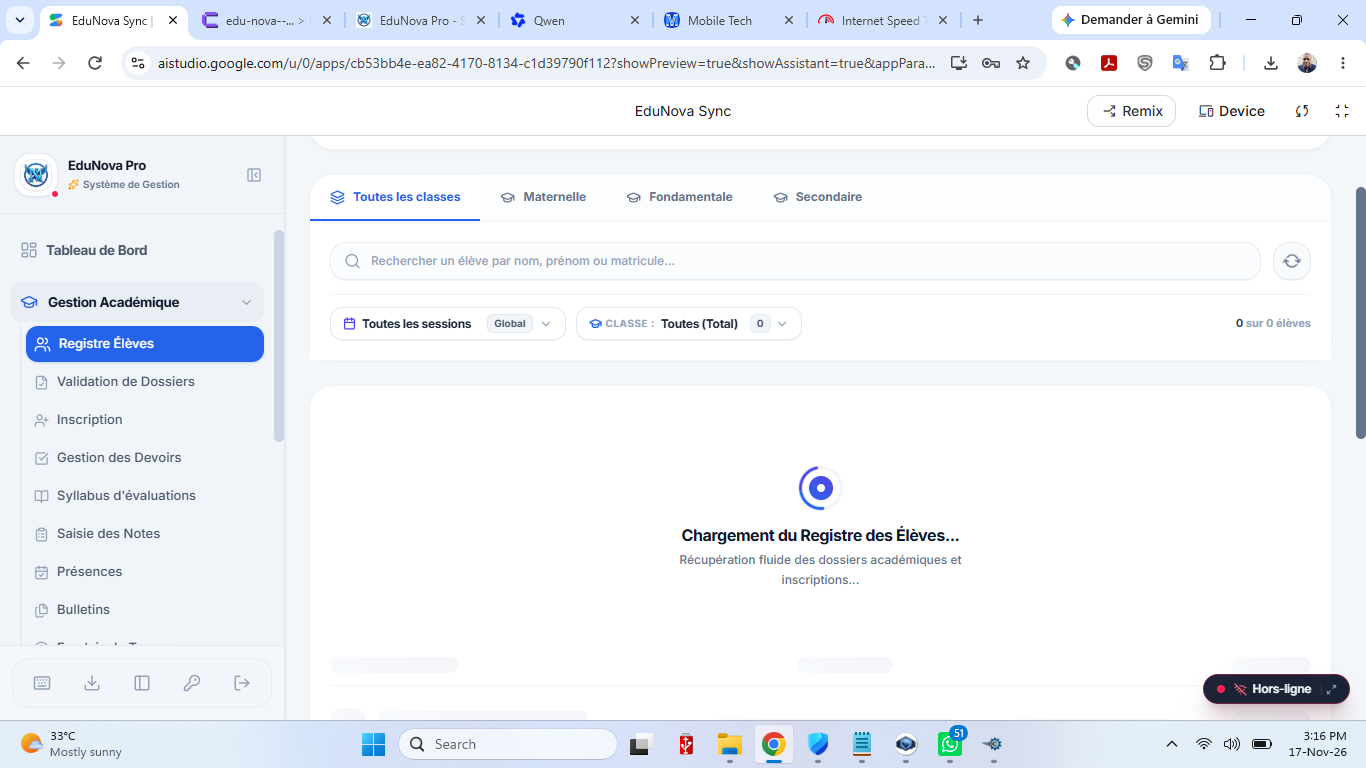 EduNova Sync |
edu-nova--... >
EduNova Pro - S
Qwen
Mobile Tech
Internet Speed T
Demander à Gemini
aistudio.google.com/u/0/apps/cb53bb4e-ea82-4170-8134-c1d39790f112?showPreview=true&showAssistant=true&appPara...
EduNova Sync
Remix
Device
EduNova Pro
Système de Gestion
Tableau de Bord
Gestion Académique
Registre Élèves
Validation de Dossiers
Inscription
Gestion des Devoirs
Syllabus d'évaluations
Saisie des Notes
Présences
Bulletins
Toutes les classes
Maternelle
Fondamentale
Secondaire
Rechercher un élève par nom, prénom ou matricule...
Toutes les sessions Global
CLASSE : Toutes (Total) 0
0 sur 0 élèves
Chargement du Registre des Élèves...
Récupération fluide des dossiers académiques et
inscriptions...
Hors-ligne
33°C
Mostly sunny
Search
51
3:16 PM
17-Nov-26